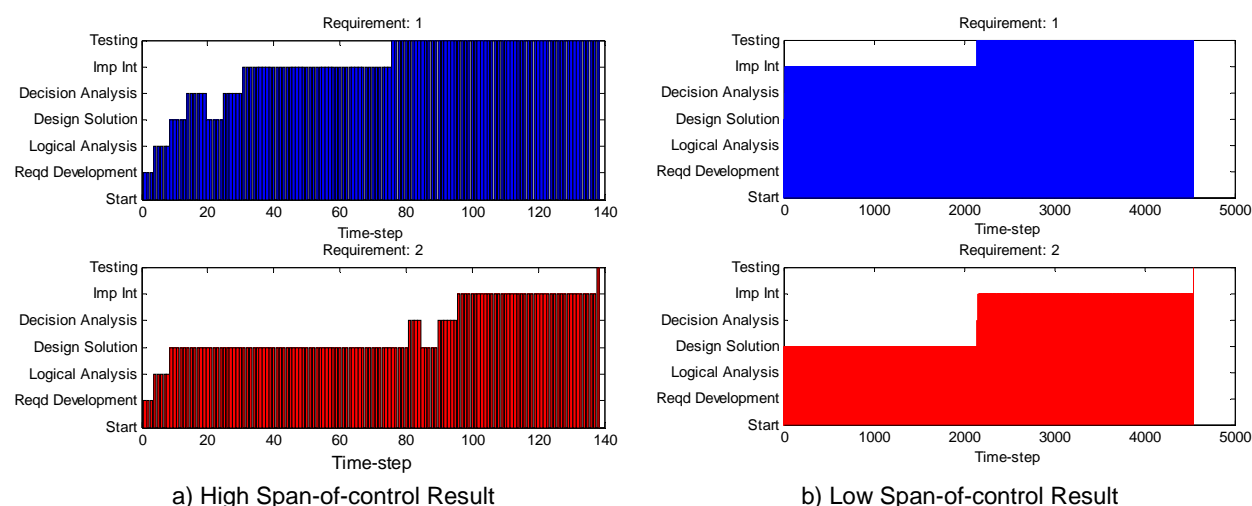 Requirement: 1
Testing
Imp Int
Decision Analysis
Design Solution
Logical Analysis
Reqd Development
Start
0 20 40 60 80 100 120 140
Time-step
Requirement: 2
Testing
Imp Int
Decision Analysis
Design Solution
Logical Analysis
Reqd Development
Start
0 20 40 60 80 100 120 140
Time-step
a) High Span-of-control Result
Requirement: 1
Testing
Imp Int
Decision Analysis
Design Solution
Logical Analysis
Reqd Development
Start
0 1000 2000 3000 4000 5000
Time-step
Requirement: 2
Testing
Imp Int
Decision Analysis
Design Solution
Logical Analysis
Reqd Development
Start
0 1000 2000 3000 4000 5000
Time-step
b) Low Span-of-control Result